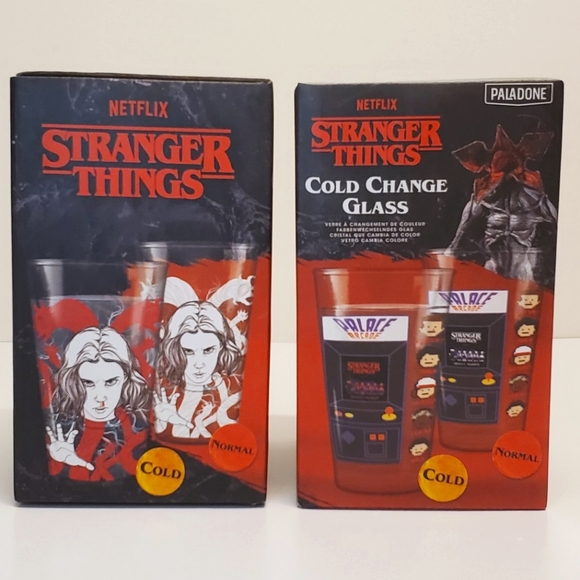 NETFLIX
STRANGER
THINGS
COLD
NORMAL
PALADONE
NETFLIX
STRANGER
THINGS
COLD CHANGE
GLASS
VERRE À CHANGEMENT DE COULEUR
FARBENWECHSELNDES GLAS
CRISTAL QUE CAMBIA DE COLOR
VETRO CAMBIA COLORE
PALACE
ARCADE
STRANGER
THINGS
PALACE
ARCADE
STRANGER
THINGS
COLD
NORMAL